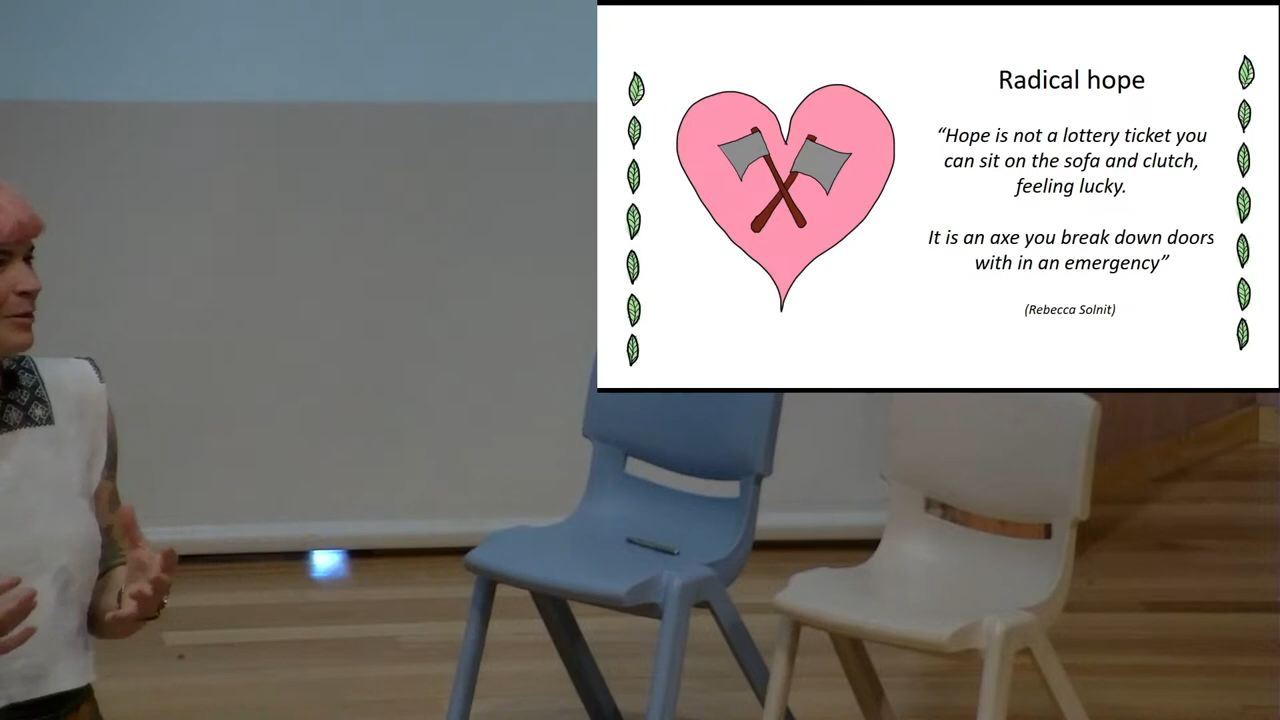 Radical hope
“Hope is not a lottery ticket you
can sit on the sofa and clutch,
feeling lucky.
It is an axe you break down doors
with in an emergency”
(Rebecca Solnit)